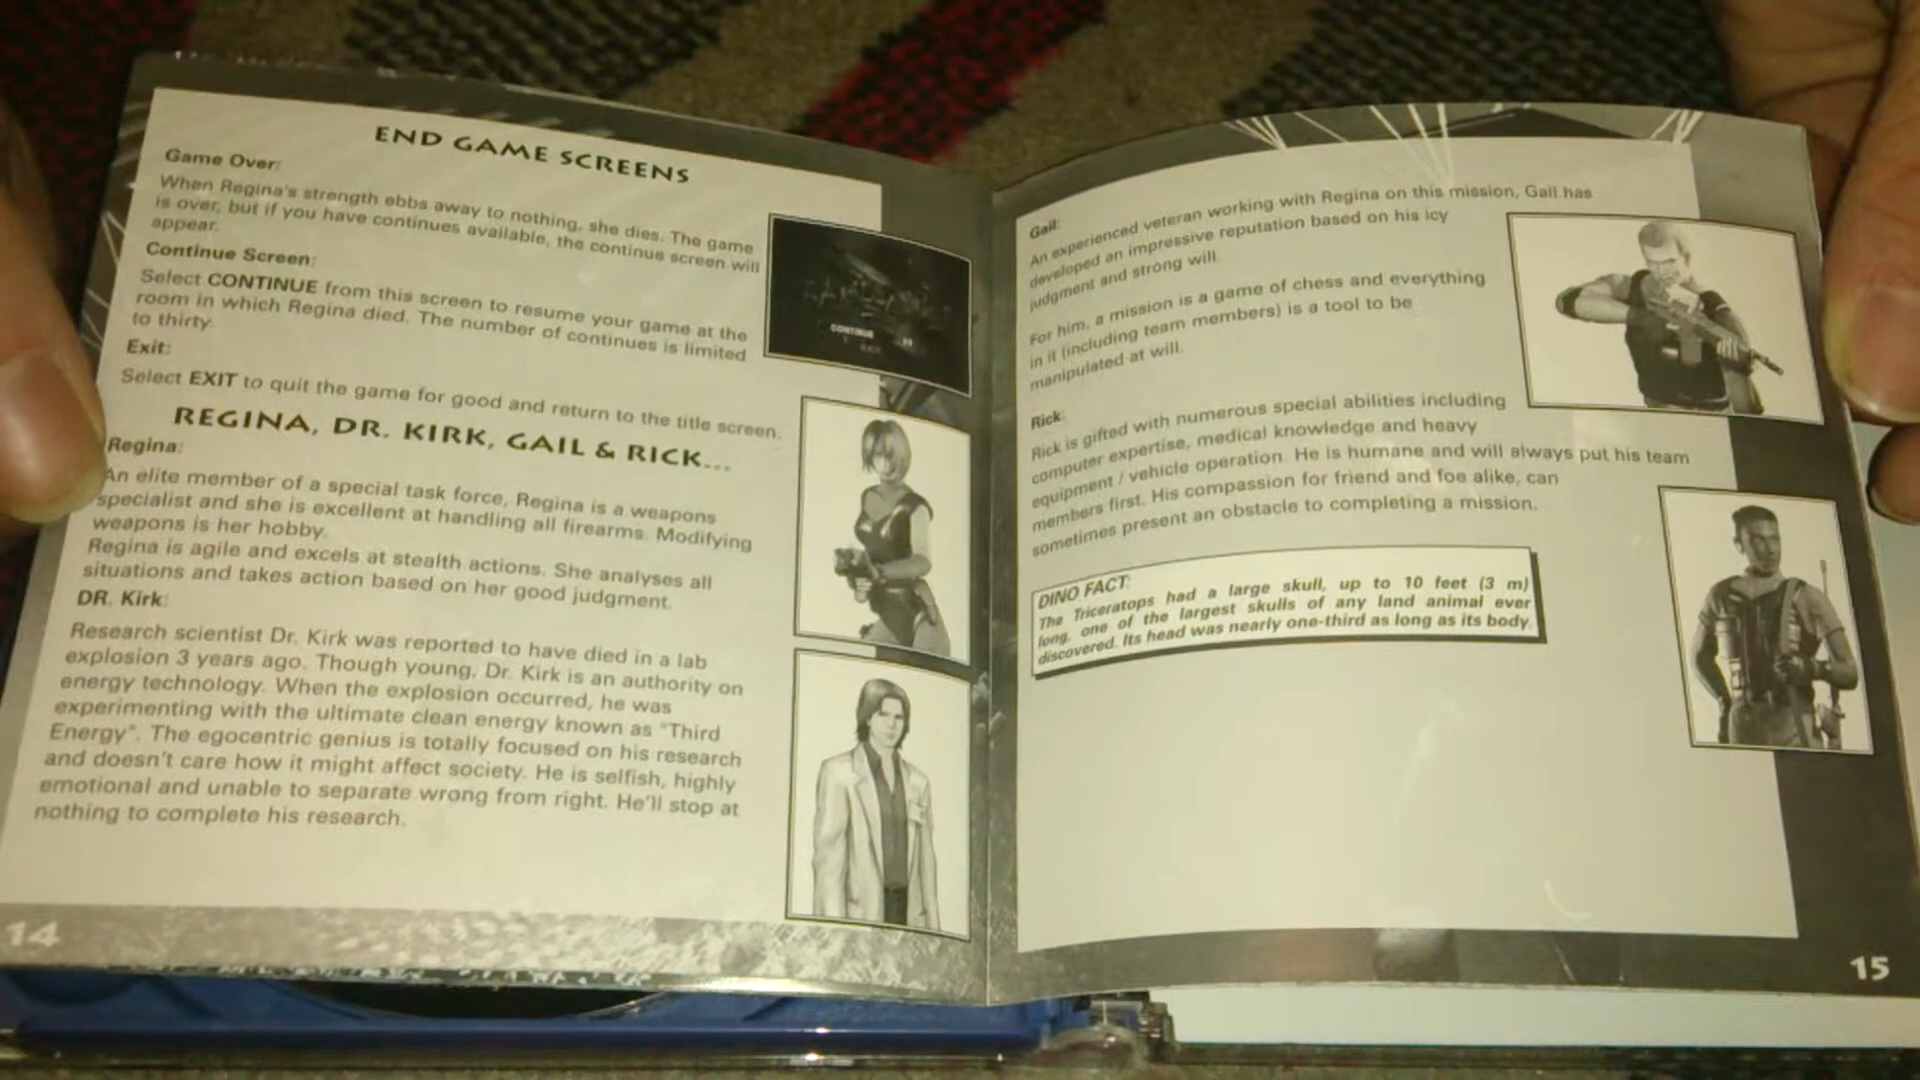 END GAME SCREENS
Game Over:
When Regina's strength ebbs away to nothing, she dies. The game
is over, but if you have continues available, the continue screen will
appear.
Continue Screen:
Select CONTINUE from this screen to resume your game at the
room in which Regina died. The number of continues is limited
to thirty.
Exit:
Select EXIT to quit the game for good and return to the title screen.
CONTINUE
REGINA, DR. KIRK, GAIL & RICK...
Regina:
An elite member of a special task force, Regina is a weapons
specialist and she is excellent at handling all firearms. Modifying
weapons is her hobby.
Regina is agile and excels at stealth actions. She analyses all
situations and takes action based on her good judgment.
DR. Kirk:
Research scientist Dr. Kirk was reported to have died in a lab
explosion 3 years ago. Though young, Dr. Kirk is an authority on
energy technology. When the explosion occurred, he was
experimenting with the ultimate clean energy known as "Third
Energy". The egocentric genius is totally focused on his research
and doesn't care how it might affect society. He is selfish, highly
emotional and unable to separate wrong from right. He'll stop at
nothing to complete his research.
14
Gail:
An experienced veteran working with Regina on this mission, Gail has
developed an impressive reputation based on his icy
judgment and strong will.
For him, a mission is a game of chess and everything
in it (including team members) is a tool to be
manipulated at will.
Rick:
Rick is gifted with numerous special abilities including
computer expertise, medical knowledge and heavy
equipment / vehicle operation. He is humane and will always put his team
members first. His compassion for friend and foe alike, can
sometimes present an obstacle to completing a mission.
DINO FACT:
The Triceratops had a large skull, up to 10 feet (3 m)
long, one of the largest skulls of any land animal ever
discovered. Its head was nearly one-third as long as its body.
15